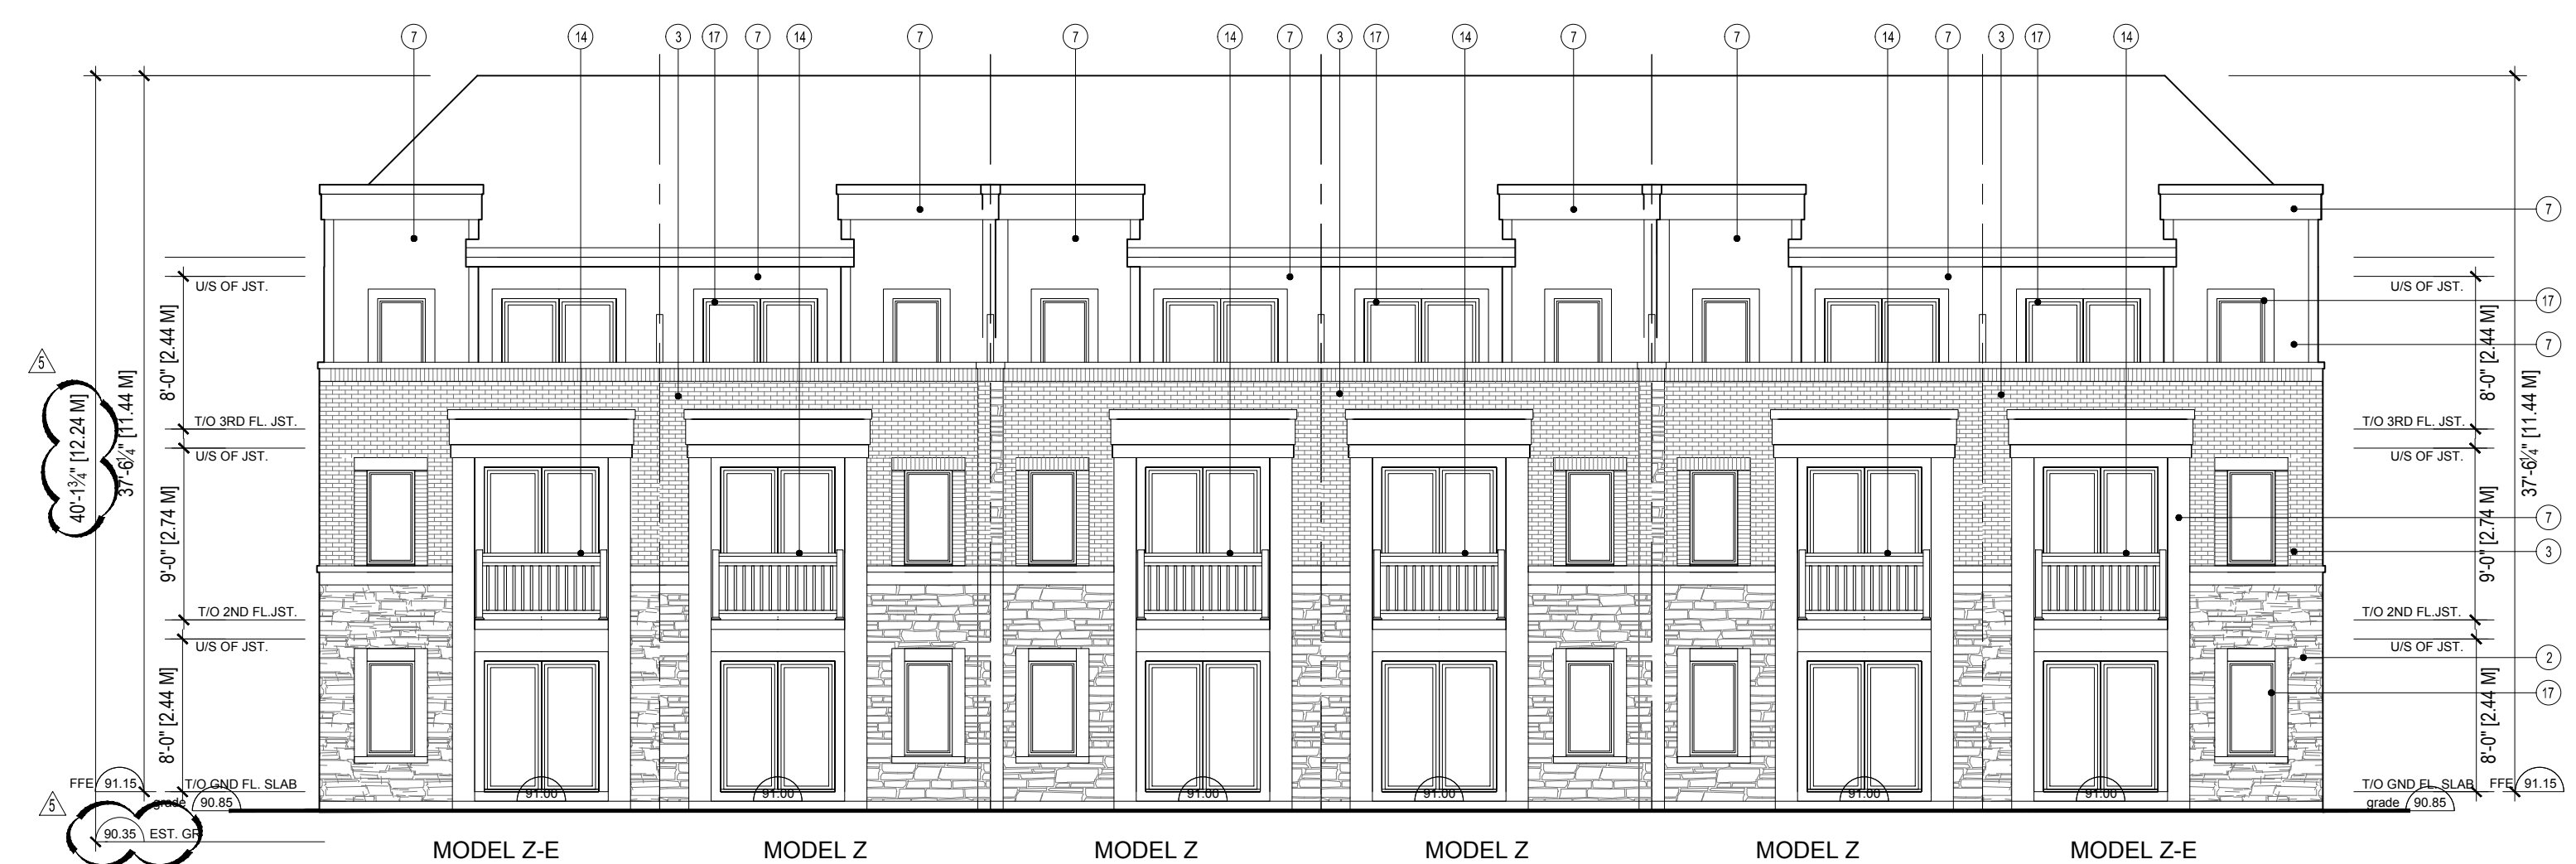 7 14 3 17 7 14 7 7 14 7 3 17 14 7 7 14 7 3 17 14
7
U/S OF JST.
U/S OF JST.
17
8'-0" [2.44 M]
8'-0" [2.44 M]
7
5
37'-6¼" [11.44 M]
37'-6¼" [11.44 M]
40'-1¾" [12.24 M]
T/O 3RD FL. JST.
T/O 3RD FL. JST.
U/S OF JST.
U/S OF JST.
9'-0" [2.74 M]
9'-0" [2.74 M]
7
3
T/O 2ND FL.JST.
T/O 2ND FL.JST.
U/S OF JST.
U/S OF JST.
2
8'-0" [2.44 M]
8'-0" [2.44 M]
17
FFE 91.15 T/O GND FL. SLAB
T/O GND FL. SLAB FFE 91.15
5
grade 90.85 91.00 91.00 91.00 91.00 91.00 91.00 grade 90.85
90.35 EST. GR
MODEL Z-E MODEL Z MODEL Z MODEL Z MODEL Z MODEL Z-E